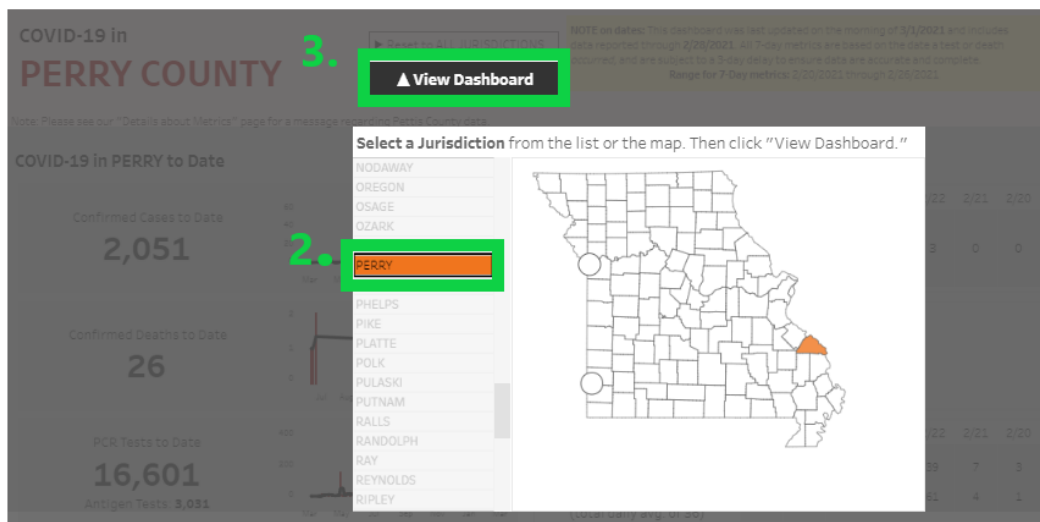 COVID-19 in
PERRY COUNTY
3.
▶ Reset to ALL JURISDICTIONS
▲ View Dashboard
NOTE on dates: This dashboard was last updated on the morning of 3/1/2021 and includes
data reported through 2/28/2021. All 7-day metrics are based on the date a test or death
occurred, and are subject to a 3-day delay to ensure data are accurate and complete.
Range for 7-Day metrics: 2/20/2021 through 2/26/2021
Note: Please see our "Details about Metrics" page for a message regarding Pettis County data.
Select a Jurisdiction from the list or the map. Then click "View Dashboard."
COVID-19 in PERRY to Date
NODAWAY
OREGON
OSAGE
OZARK
2.
PERRY
PHELPS
PIKE
PLATTE
POLK
PULASKI
PUTNAM
RALLS
RANDOLPH
RAY
REYNOLDS
RIPLEY
Confirmed Cases to Date
2,051
Confirmed Deaths to Date
26
PCR Tests to Date
16,601
Antigen Tests: 3,031
2/22 2/21 2/20
3 0 0
2/22 2/21 2/20
7 3
4 1
(total daily avg. of 56)